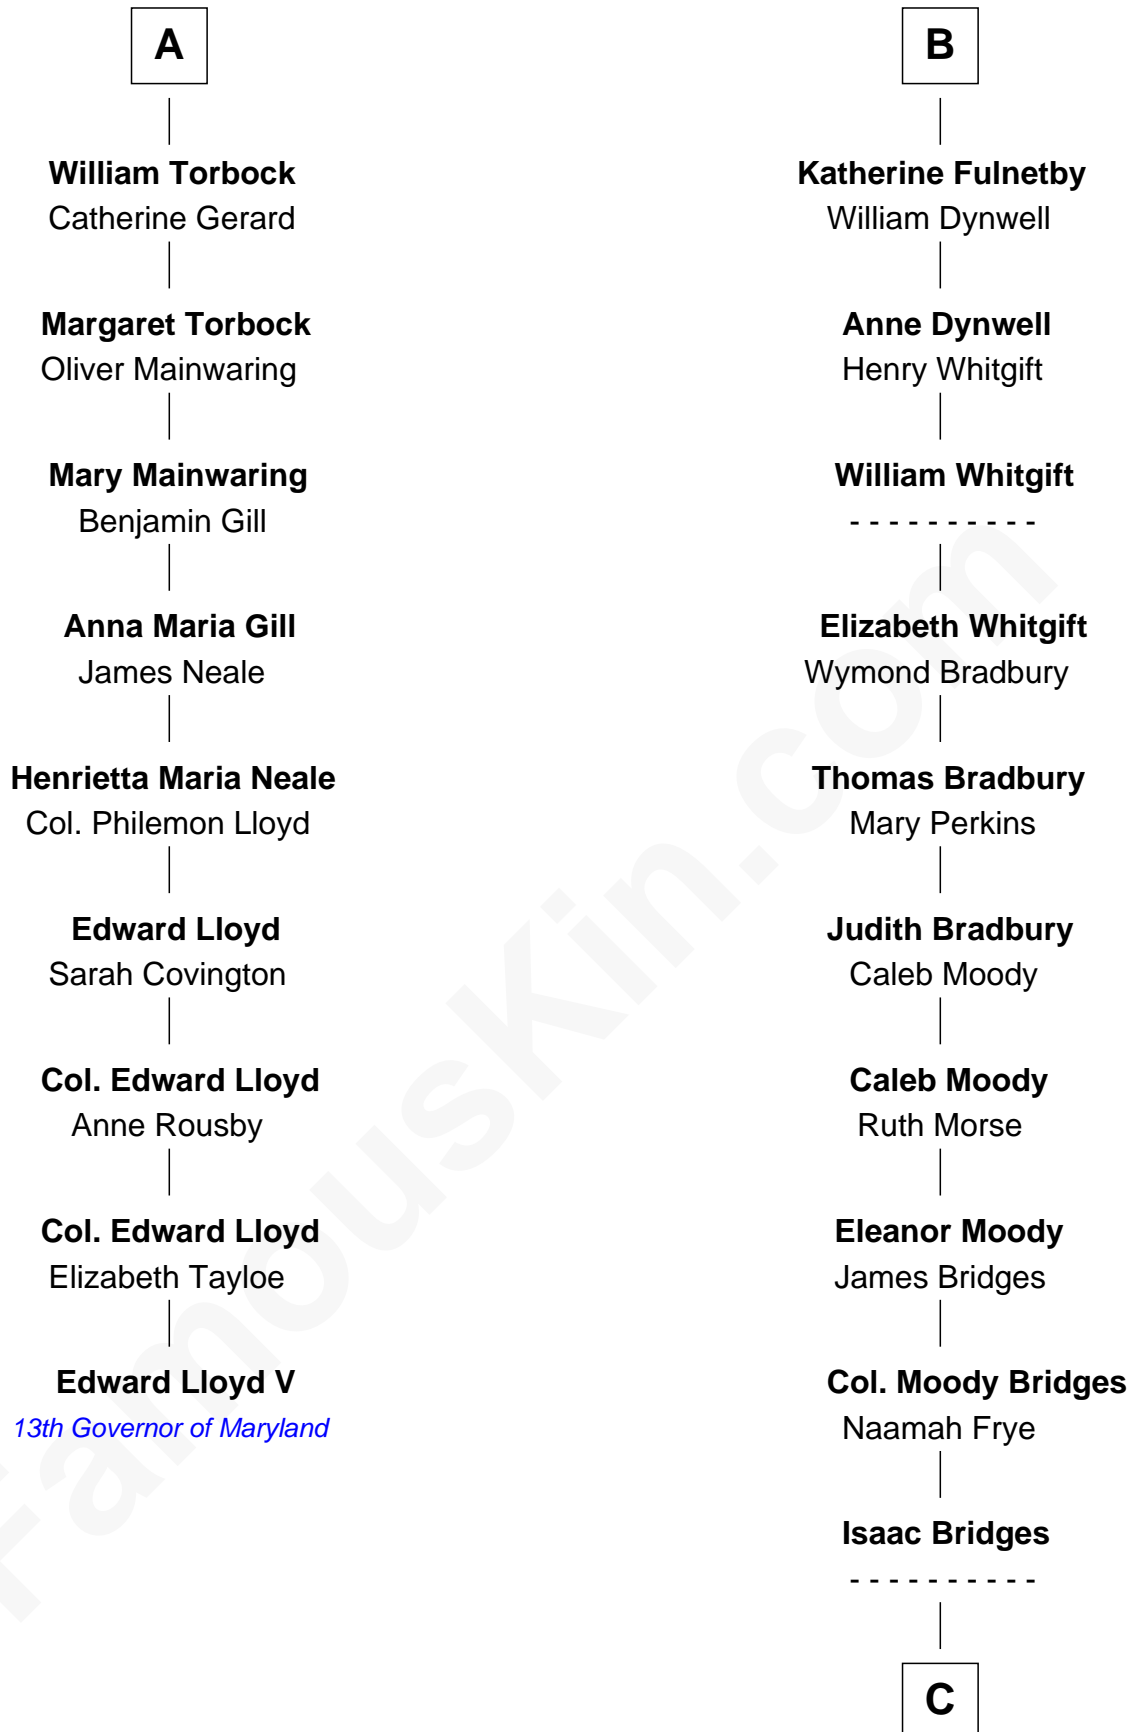 A
William Torbock
Catherine Gerard
Margaret Torbock
Oliver Mainwaring
Mary Mainwaring
Benjamin Gill
Anna Maria Gill
James Neale
Henrietta Maria Neale
Col. Philemon Lloyd
Edward Lloyd
Sarah Covington
Col. Edward Lloyd
Anne Rousby
Col. Edward Lloyd
Elizabeth Tayloe
Edward Lloyd V
13th Governor of Maryland
B
Katherine Fulnetby
William Dynwell
Anne Dynwell
Henry Whitgift
William Whitgift
- - - - - - - - - -
Elizabeth Whitgift
Wymond Bradbury
Thomas Bradbury
Mary Perkins
Judith Bradbury
Caleb Moody
Caleb Moody
Ruth Morse
Eleanor Moody
James Bridges
Col. Moody Bridges
Naamah Frye
Isaac Bridges
- - - - - - - - - -
C
FamousKin.com